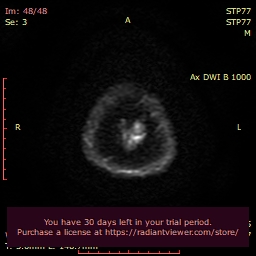 Im: 48/48
Se: 3
A
STP77
STP77
M
Ax DWI B 1000
R
L
You have 30 days left in your trial period.
Purchase a license at https://radiantviewer.com/store/